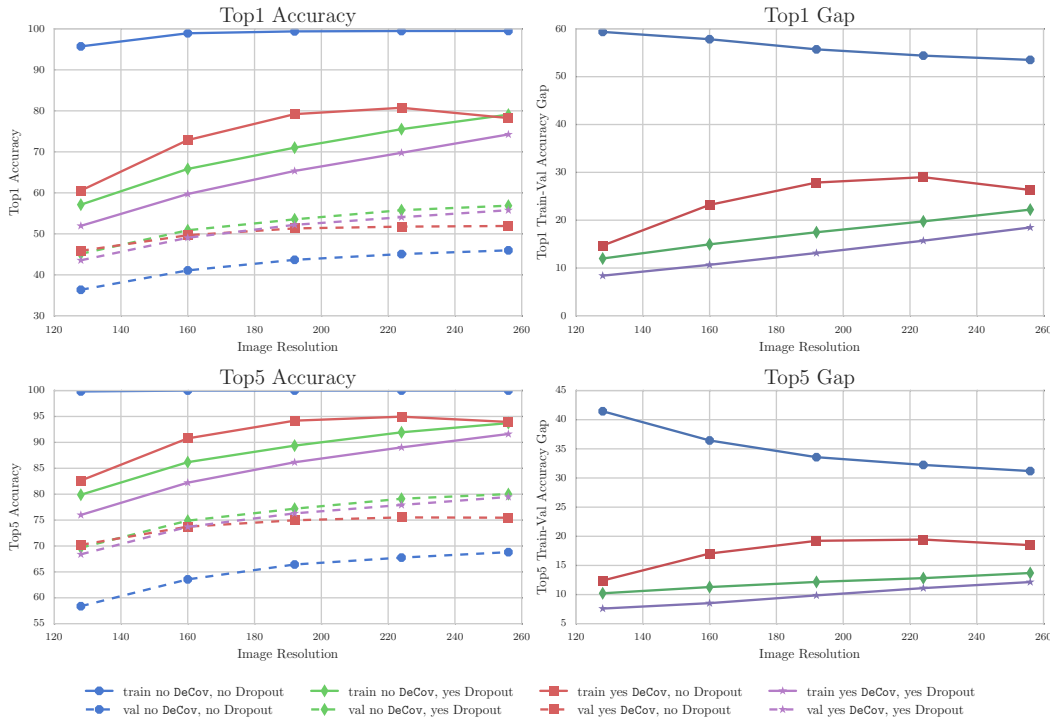 Top1 Accuracy
100
90
80
70
60
50
40
30
Top1 Accuracy
120 140 160 180 200 220 240 260
Image Resolution
Top1 Gap
60
50
40
30
20
10
0
Top1 Train-Val Accuracy Gap
120 140 160 180 200 220 240 260
Image Resolution
Top5 Accuracy
100
95
90
85
80
75
70
65
60
55
Top5 Accuracy
120 140 160 180 200 220 240 260
Image Resolution
Top5 Gap
45
40
35
30
25
20
15
10
5
Top5 Train-Val Accuracy Gap
120 140 160 180 200 220 240 260
Image Resolution
train no DeCov, no Dropout train no DeCov, yes Dropout train yes DeCov, no Dropout train yes DeCov, yes Dropout
val no DeCov, no Dropout val no DeCov, yes Dropout val yes DeCov, no Dropout val yes DeCov, yes Dropout